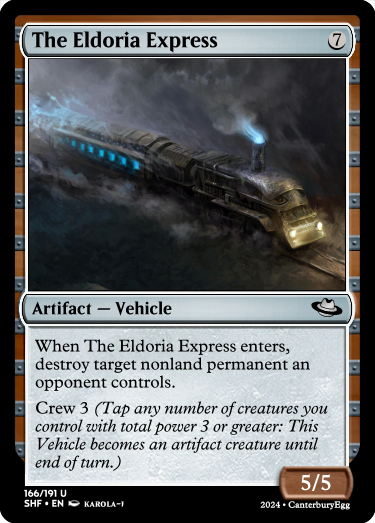 The Eldoria Express 7
Artifact — Vehicle
When The Eldoria Express enters,
destroy target nonland permanent an
opponent controls.
Crew 3 (Tap any number of creatures you
control with total power 3 or greater: This
Vehicle becomes an artifact creature until
end of turn.)
5/5
166/191 U
SHF • EN KAROLA-J
2024 • CanterburyEgg